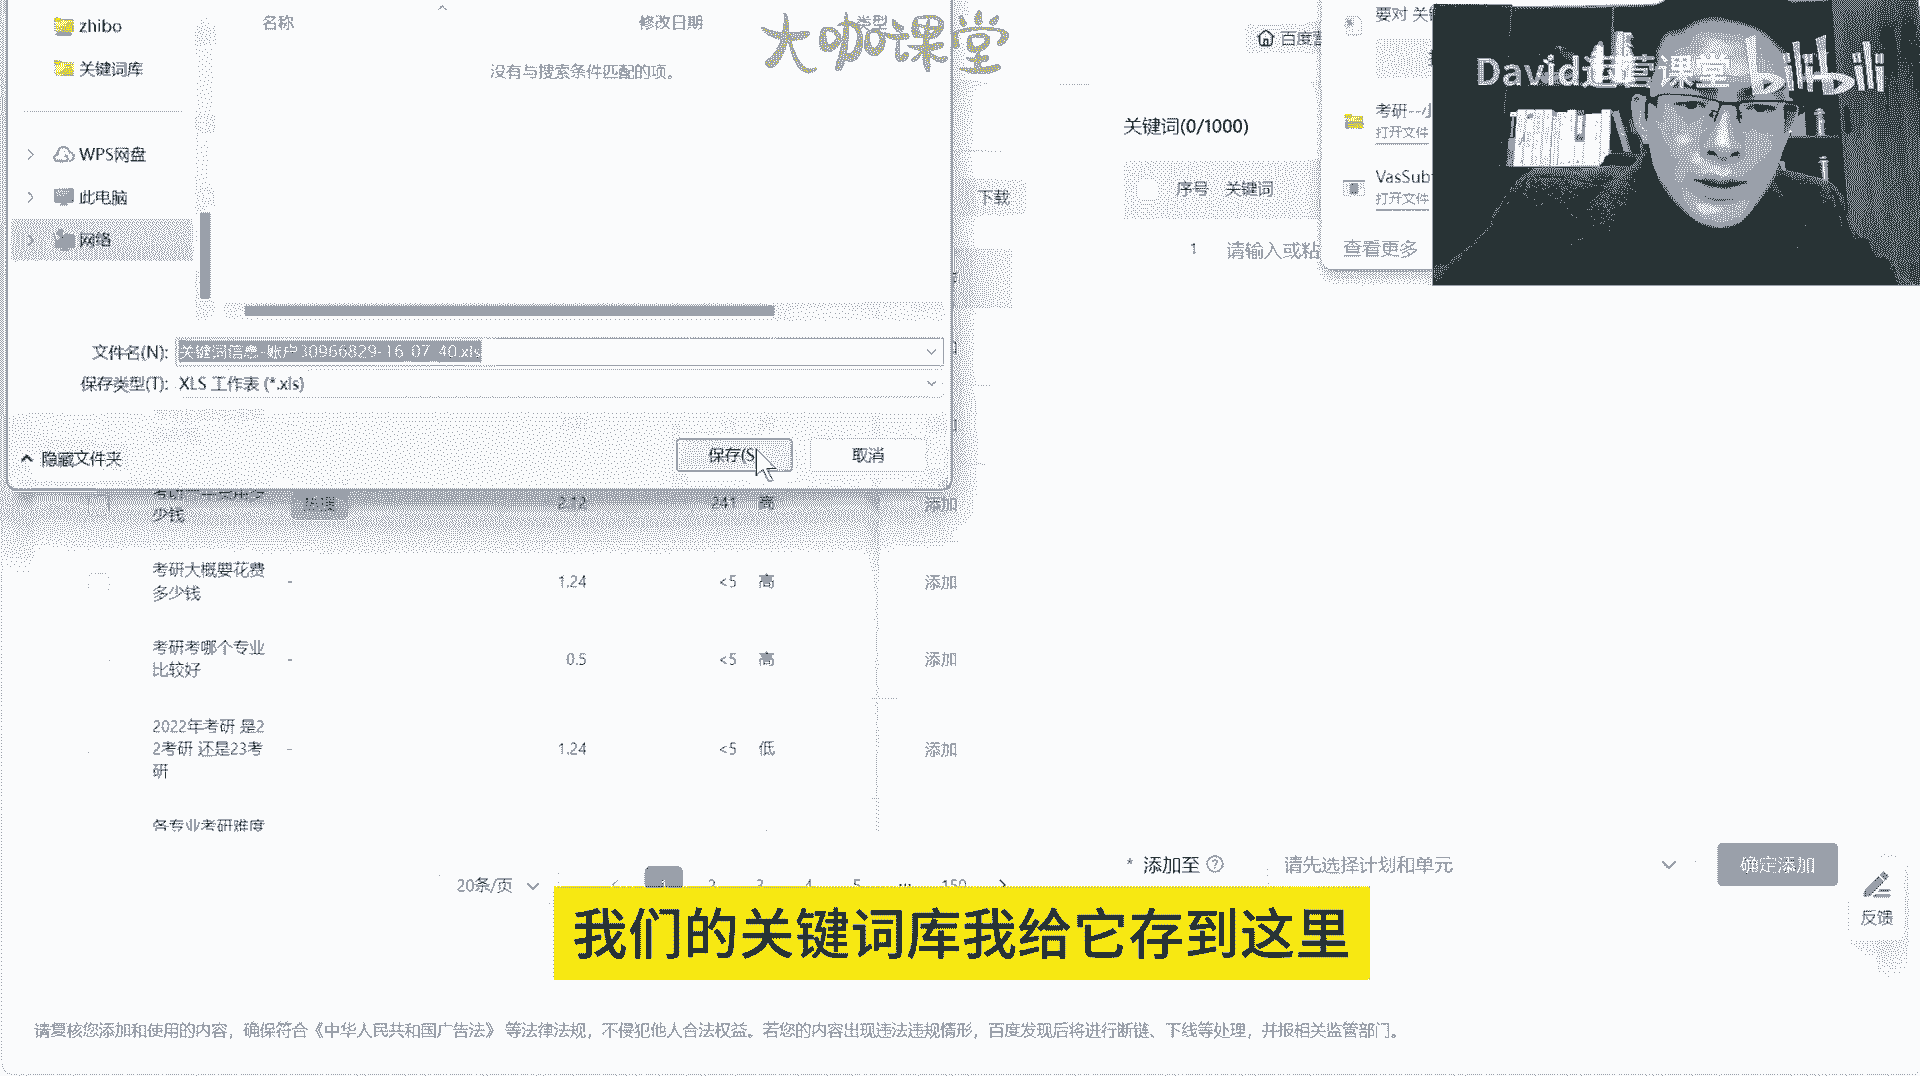 zhibo
关键词库
WPS网盘
此电脑
网络
名称
修改日期
类型
没有与搜索条件匹配的项。
大咖课堂
文件名(N):
关键词信息-账户30966829-16_07_40.xls
保存类型(T):
XLS 工作表 (*.xls)
隐藏文件夹
保存(S
取消
下载
少钱
热搜
2.12
241
高
添加
考研大概要花费
多少钱
-
1.24
<5
高
添加
考研考哪个专业
比较好
-
0.5
<5
高
添加
2022年考研 是2
2考研 还是23考
研
-
1.24
<5
低
添加
各专业考研难度
20条/页
1
2
3
4
5
...
150
百度
关键词(0/1000)
序号
关键词
1
请输入或粘
要对 关
考研--小
打开文件
VasSub
打开文件
查看更多
David运营课堂
bilibili
* 添加至
请先选择计划和单元
确定添加
反馈
我们的关键词库我给它存到这里
请复核您添加和使用的内容，确保符合《中华人民共和国广告法》 等法律法规，不侵犯他人合法权益。若您的内容出现违法违规情形，百度发现后将进行断链、下线等处理，并报相关监管部门。